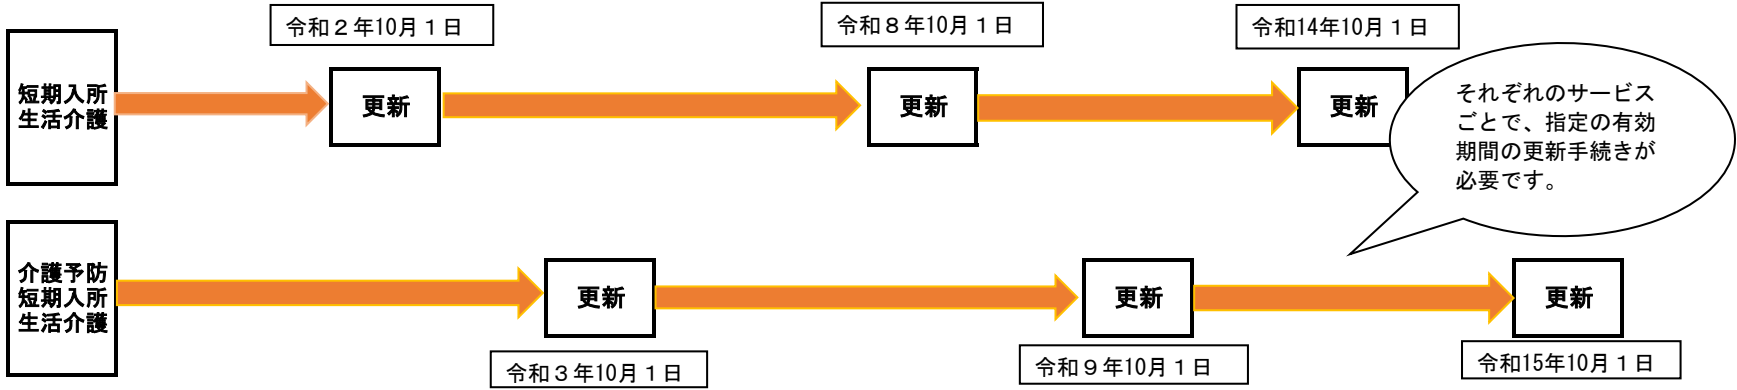 令和２年10月１日
令和８年10月１日
令和14年10月１日
短期入所
生活介護
更新
更新
更新
それぞれのサービス
ごとで、指定の有効
期間の更新手続きが
必要です。
介護予防
短期入所
生活介護
更新
更新
更新
令和３年10月１日
令和９年10月１日
令和15年10月１日